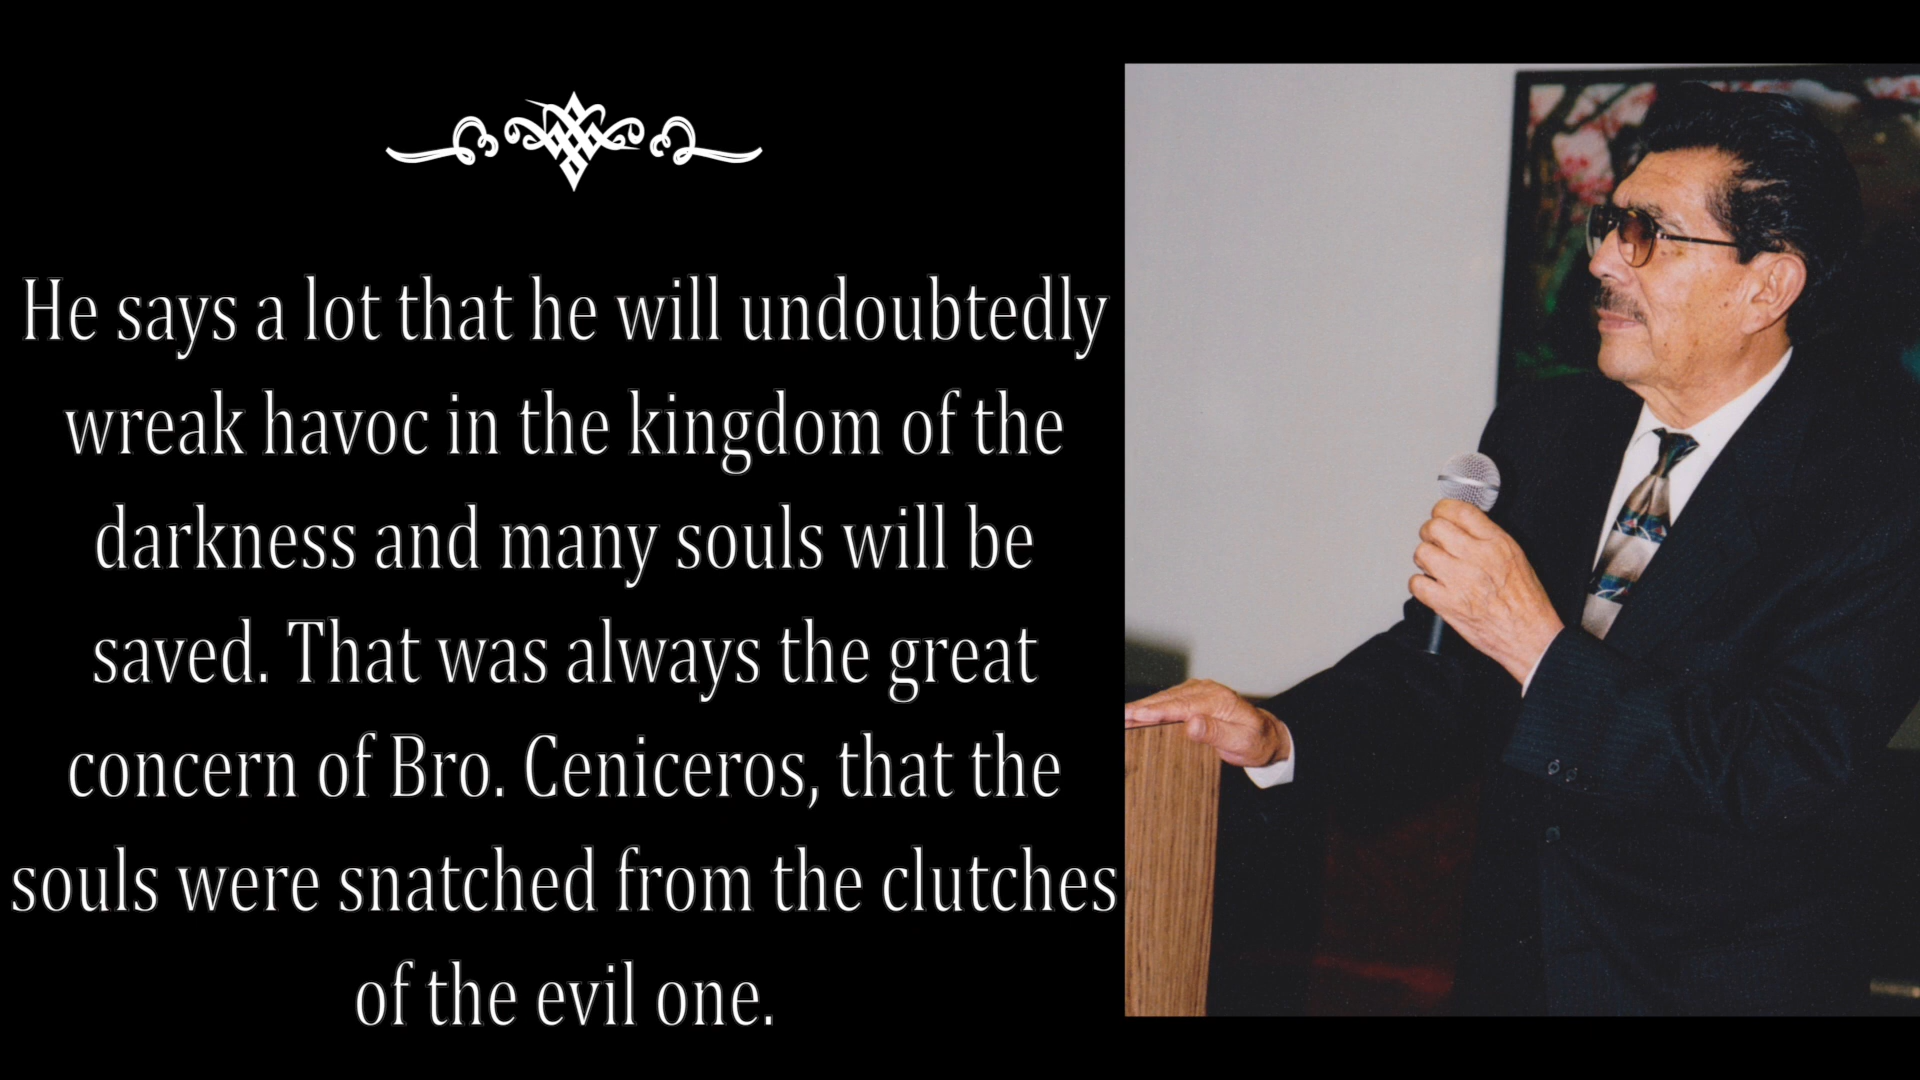 He says a lot that he will undoubtedly
wreak havoc in the kingdom of the
darkness and many souls will be
saved. That was always the great
concern of Bro. Ceniceros, that the
souls were snatched from the clutches
of the evil one.